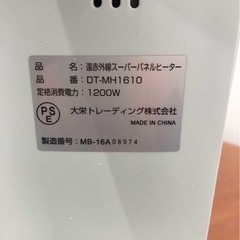 品　名：遠赤外線スーパーパネルヒーター
品　番：DT-MH1610
定格消費電力：1200W
PS
E
大栄トレーディング株式会社
MADE IN CHINA
製造番号：MB-16A08974